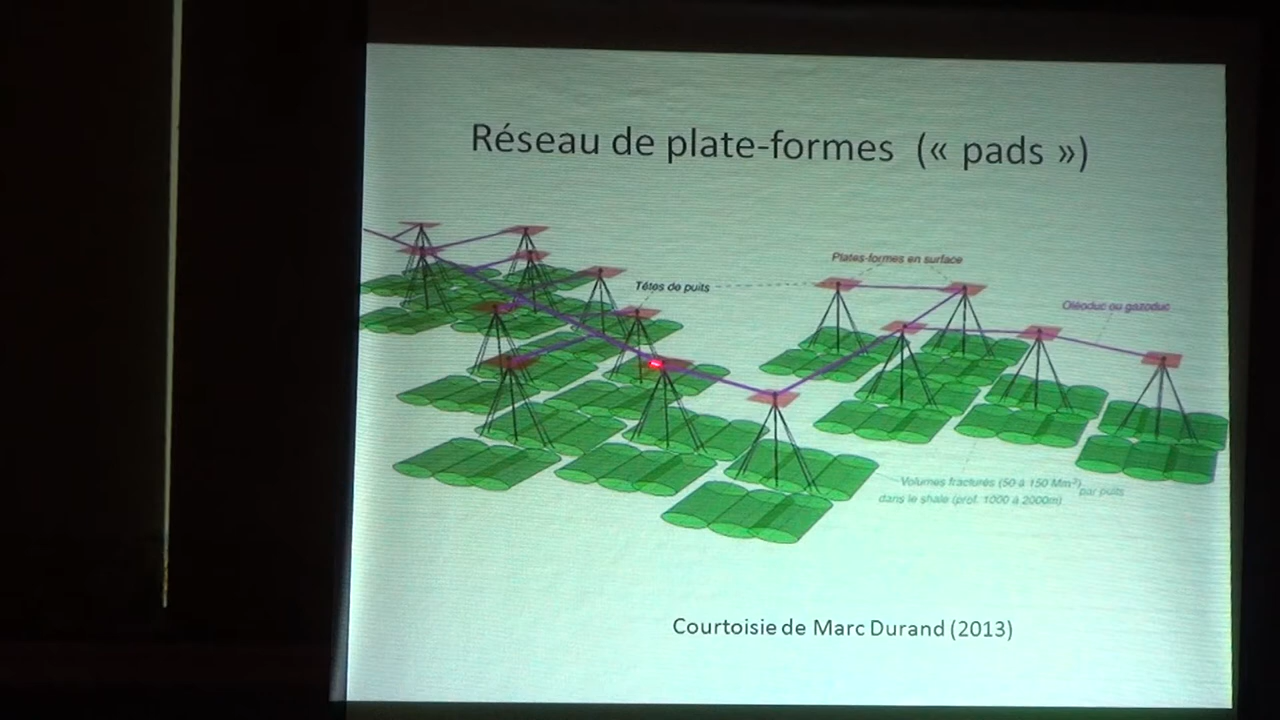 Réseau de plate-formes (« pads »)
Plates-formes en surface
Têtes de puits
Oléoduc ou gazoduc
Volumes fracturés (50 à 150 Mm³) par puits
dans le shale (prof. 1000 à 2000m)
Courtoisie de Marc Durand (2013)